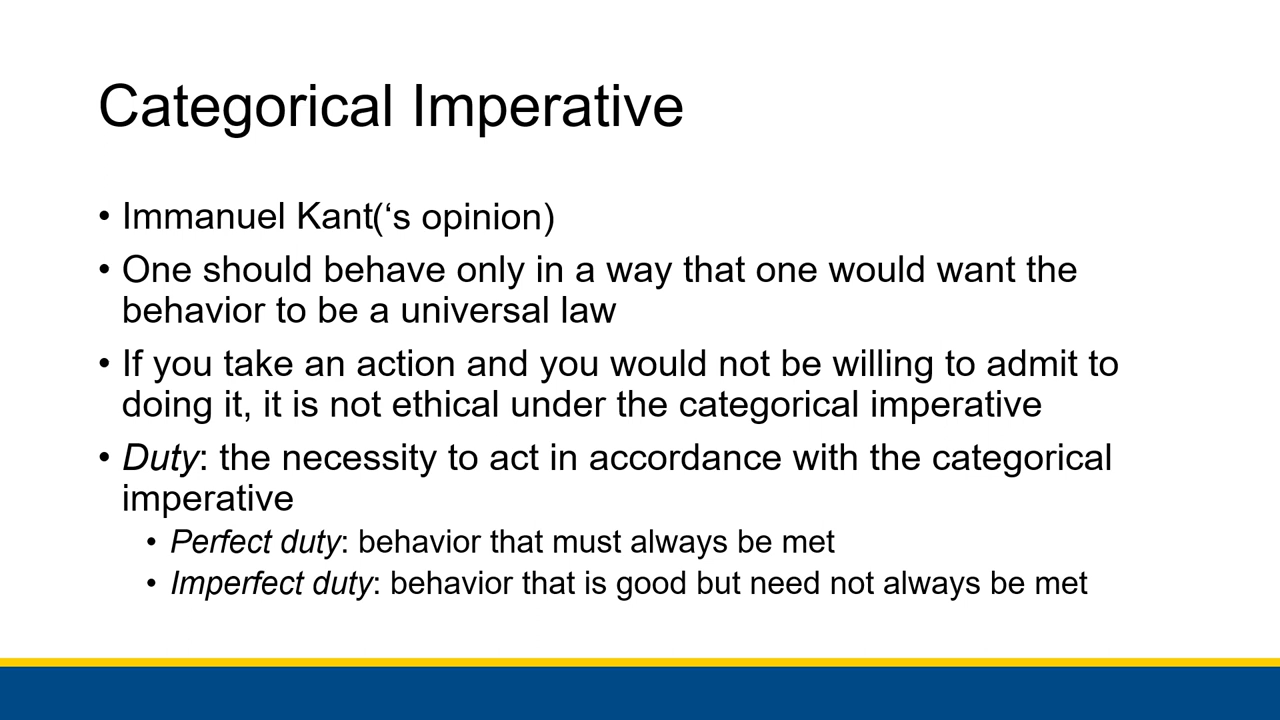 Categorical Imperative
• Immanuel Kant(‘s opinion)
• One should behave only in a way that one would want the
behavior to be a universal law
• If you take an action and you would not be willing to admit to
doing it, it is not ethical under the categorical imperative
• Duty: the necessity to act in accordance with the categorical
imperative
• Perfect duty: behavior that must always be met
• Imperfect duty: behavior that is good but need not always be met